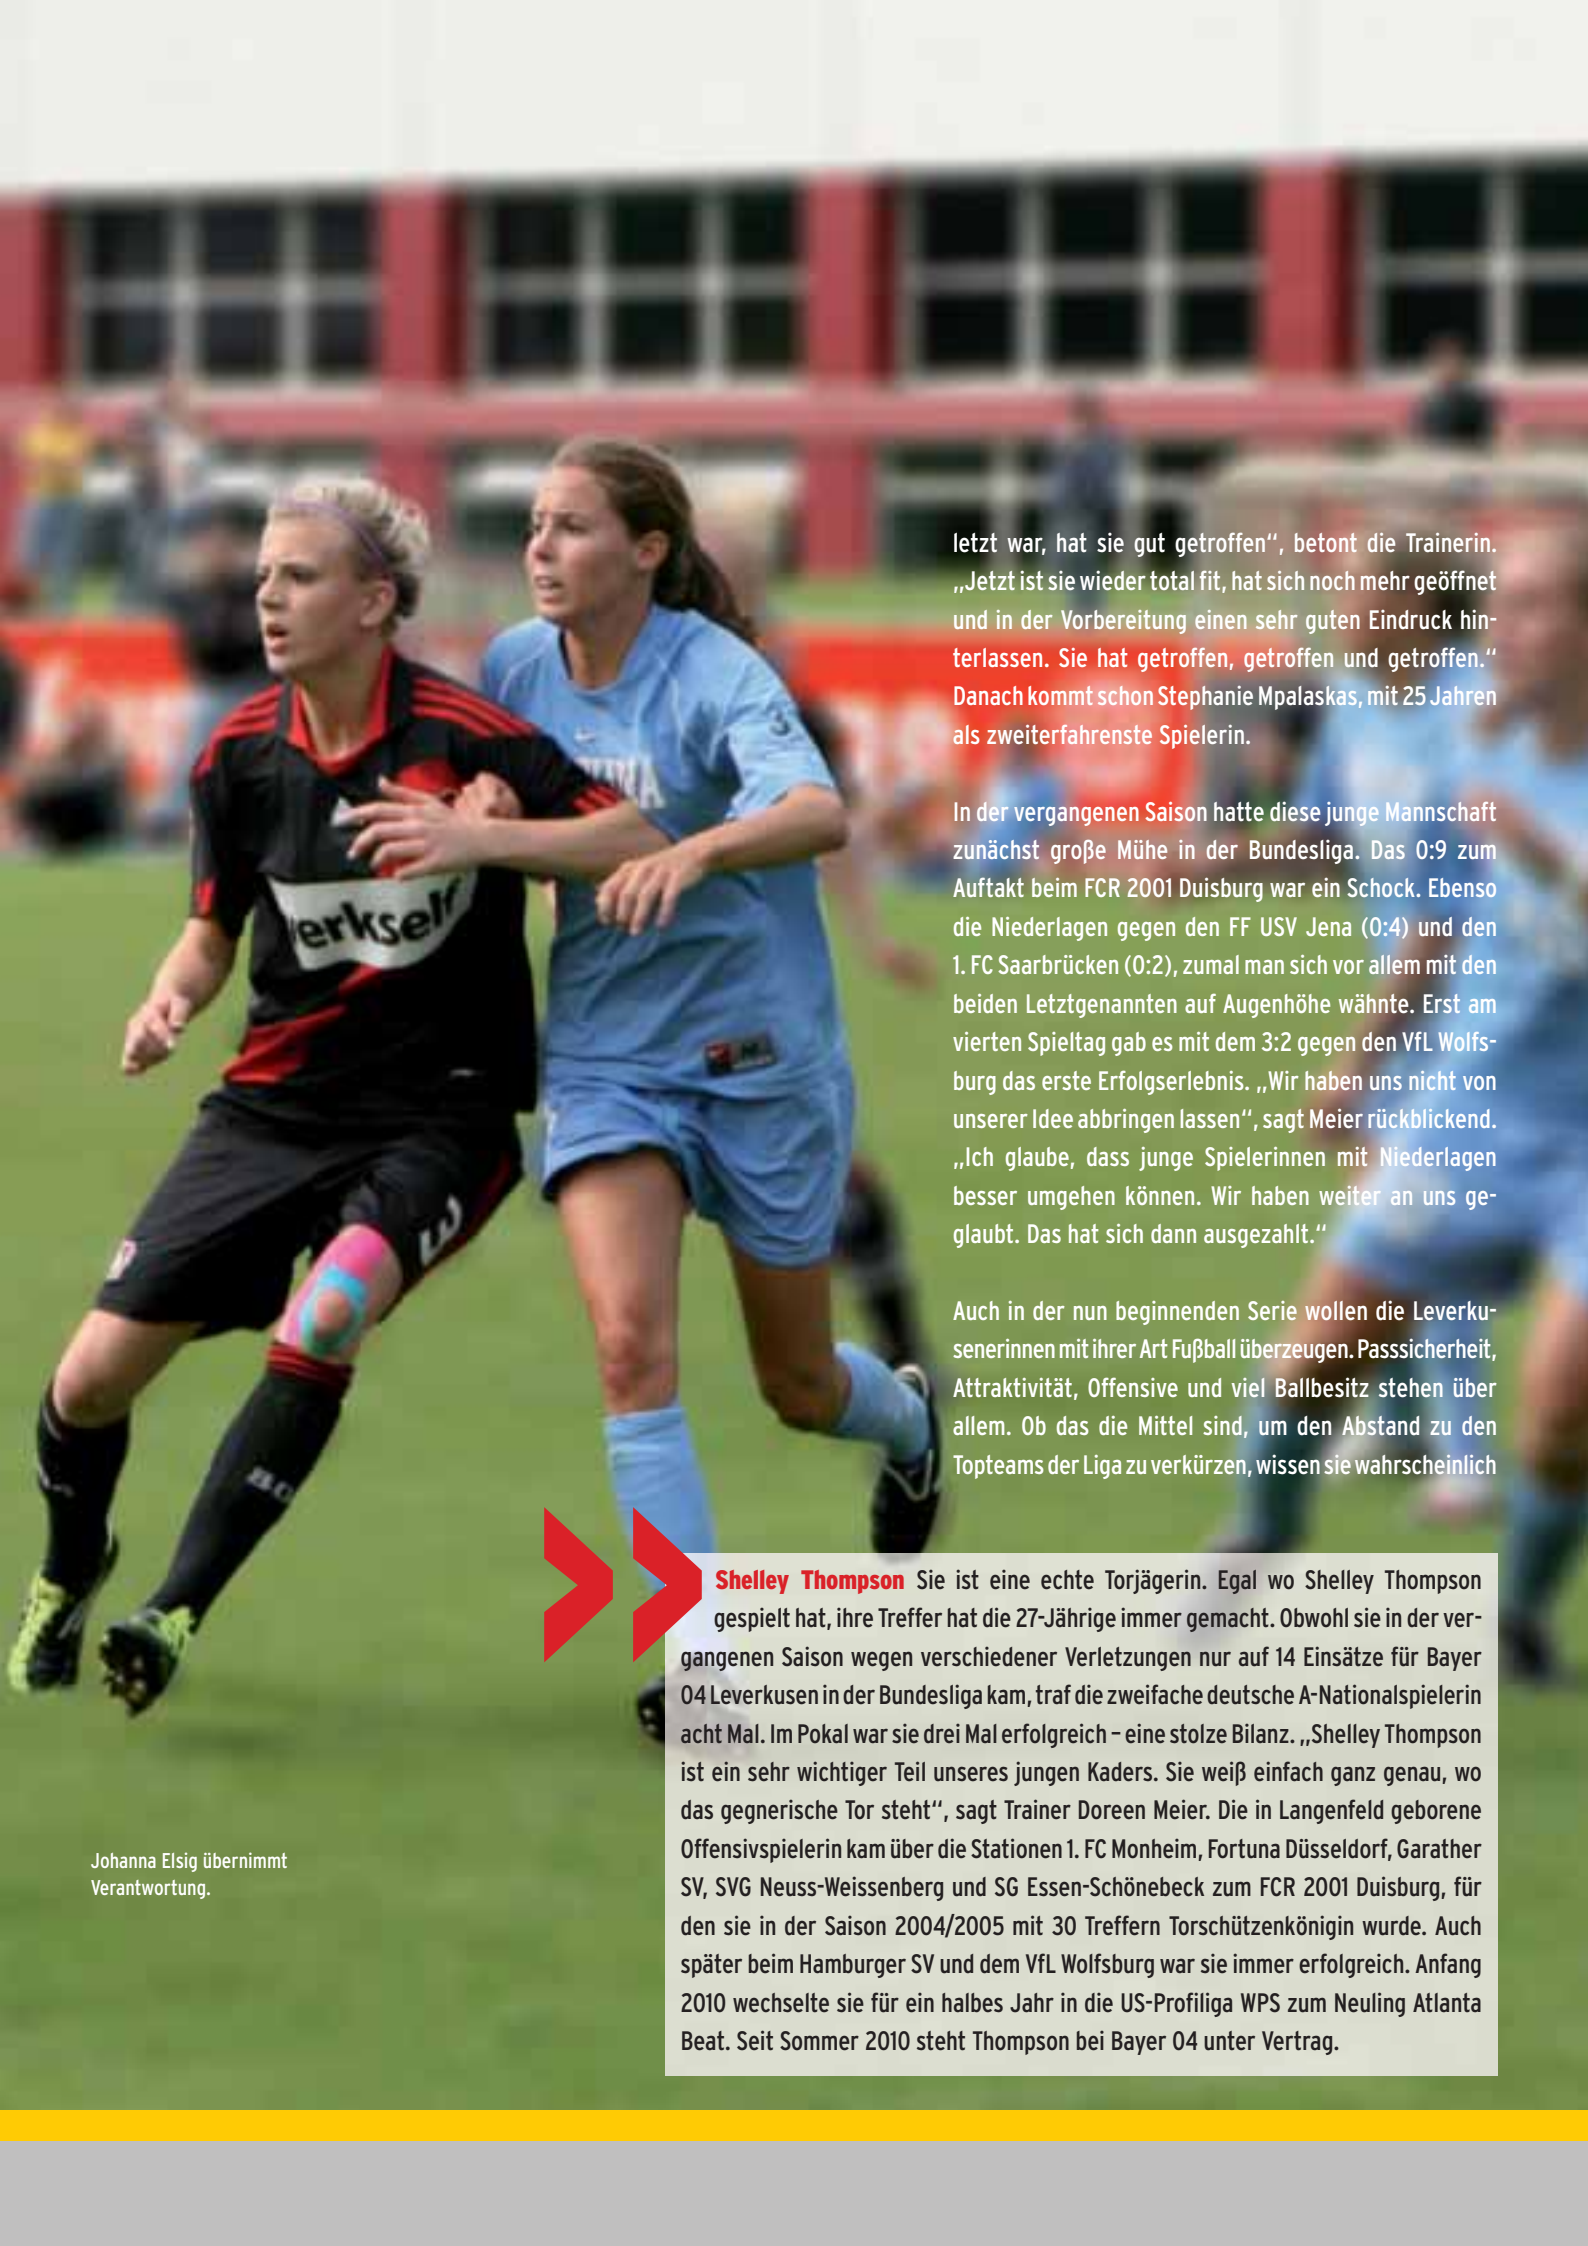 letzt war, hat sie gut getroffen“, betont die Trainerin.
„Jetzt ist sie wieder total fit, hat sich noch mehr geöffnet
und in der Vorbereitung einen sehr guten Eindruck hin-
terlassen. Sie hat getroffen, getroffen und getroffen.“
Danach kommt schon Stephanie Mpalaskas, mit 25 Jahren
als zweiterfahrenste Spielerin.
In der vergangenen Saison hatte diese junge Mannschaft
zunächst große Mühe in der Bundesliga. Das 0:9 zum
Auftakt beim FCR 2001 Duisburg war ein Schock. Ebenso
die Niederlagen gegen den FF USV Jena (0:4) und den
1. FC Saarbrücken (0:2), zumal man sich vor allem mit den
beiden Letztgenannten auf Augenhöhe wähnte. Erst am
vierten Spieltag gab es mit dem 3:2 gegen den VfL Wolfs-
burg das erste Erfolgserlebnis. „Wir haben uns nicht von
unserer Idee abbringen lassen“, sagt Meier rückblickend.
„Ich glaube, dass junge Spielerinnen mit Niederlagen
besser umgehen können. Wir haben weiter an uns ge-
glaubt. Das hat sich dann ausgezahlt.“
Auch in der nun beginnenden Serie wollen die Leverku-
senerinnen mit ihrer Art Fußball überzeugen. Passsicherheit,
Attraktivität, Offensive und viel Ballbesitz stehen über
allem. Ob das die Mittel sind, um den Abstand zu den
Topteams der Liga zu verkürzen, wissen sie wahrscheinlich
Shelley Thompson Sie ist eine echte Torjägerin. Egal wo Shelley Thompson
gespielt hat, ihre Treffer hat die 27-Jährige immer gemacht. Obwohl sie in der ver-
gangenen Saison wegen verschiedener Verletzungen nur auf 14 Einsätze für Bayer
04 Leverkusen in der Bundesliga kam, traf die zweifache deutsche A-Nationalspielerin
acht Mal. Im Pokal war sie drei Mal erfolgreich – eine stolze Bilanz. „Shelley Thompson
ist ein sehr wichtiger Teil unseres jungen Kaders. Sie weiß einfach ganz genau, wo
das gegnerische Tor steht“, sagt Trainer Doreen Meier. Die in Langenfeld geborene
Offensivspielerin kam über die Stationen 1. FC Monheim, Fortuna Düsseldorf, Garather
SV, SVG Neuss-Weissenberg und SG Essen-Schönebeck zum FCR 2001 Duisburg, für
den sie in der Saison 2004/2005 mit 30 Treffern Torschützenkönigin wurde. Auch
später beim Hamburger SV und dem VfL Wolfsburg war sie immer erfolgreich. Anfang
2010 wechselte sie für ein halbes Jahr in die US-Profiliga WPS zum Neuling Atlanta
Beat. Seit Sommer 2010 steht Thompson bei Bayer 04 unter Vertrag.
Johanna Elsig übernimmt
Verantwortung.